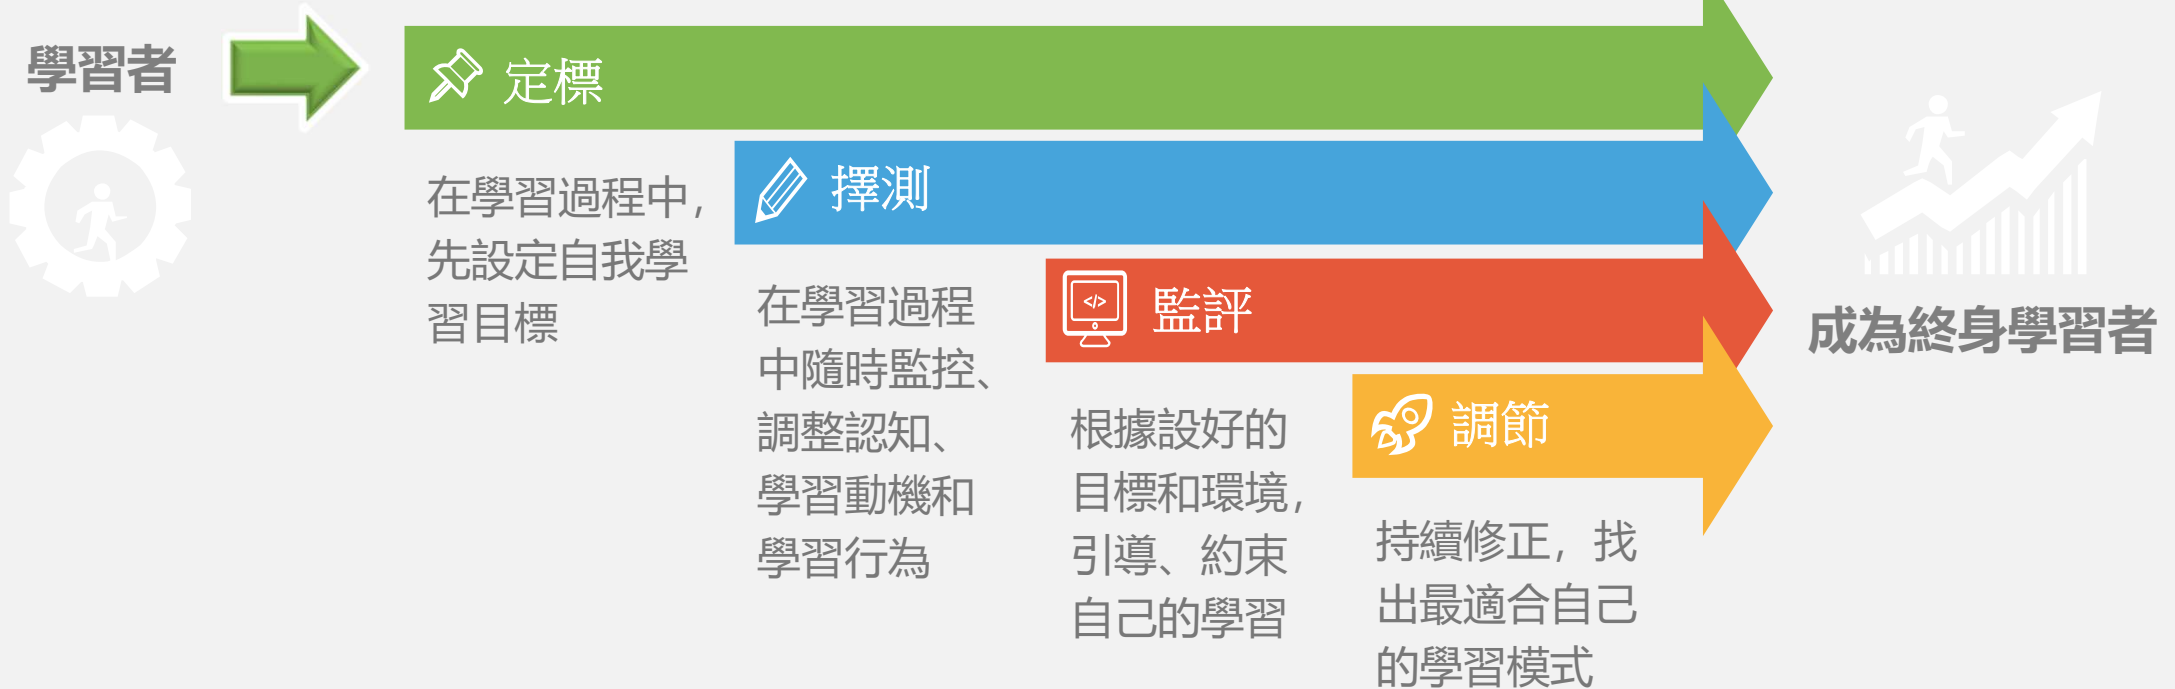 學習者
定標
在學習過程中，
先設定自我學
習目標
擇測
在學習過程
中隨時監控、
調整認知、
學習動機和
學習行為
監評
</>
根據設好的
目標和環境，
引導、約束
自己的學習
調節
持續修正，找
出最適合自己
的學習模式
成為終身學習者